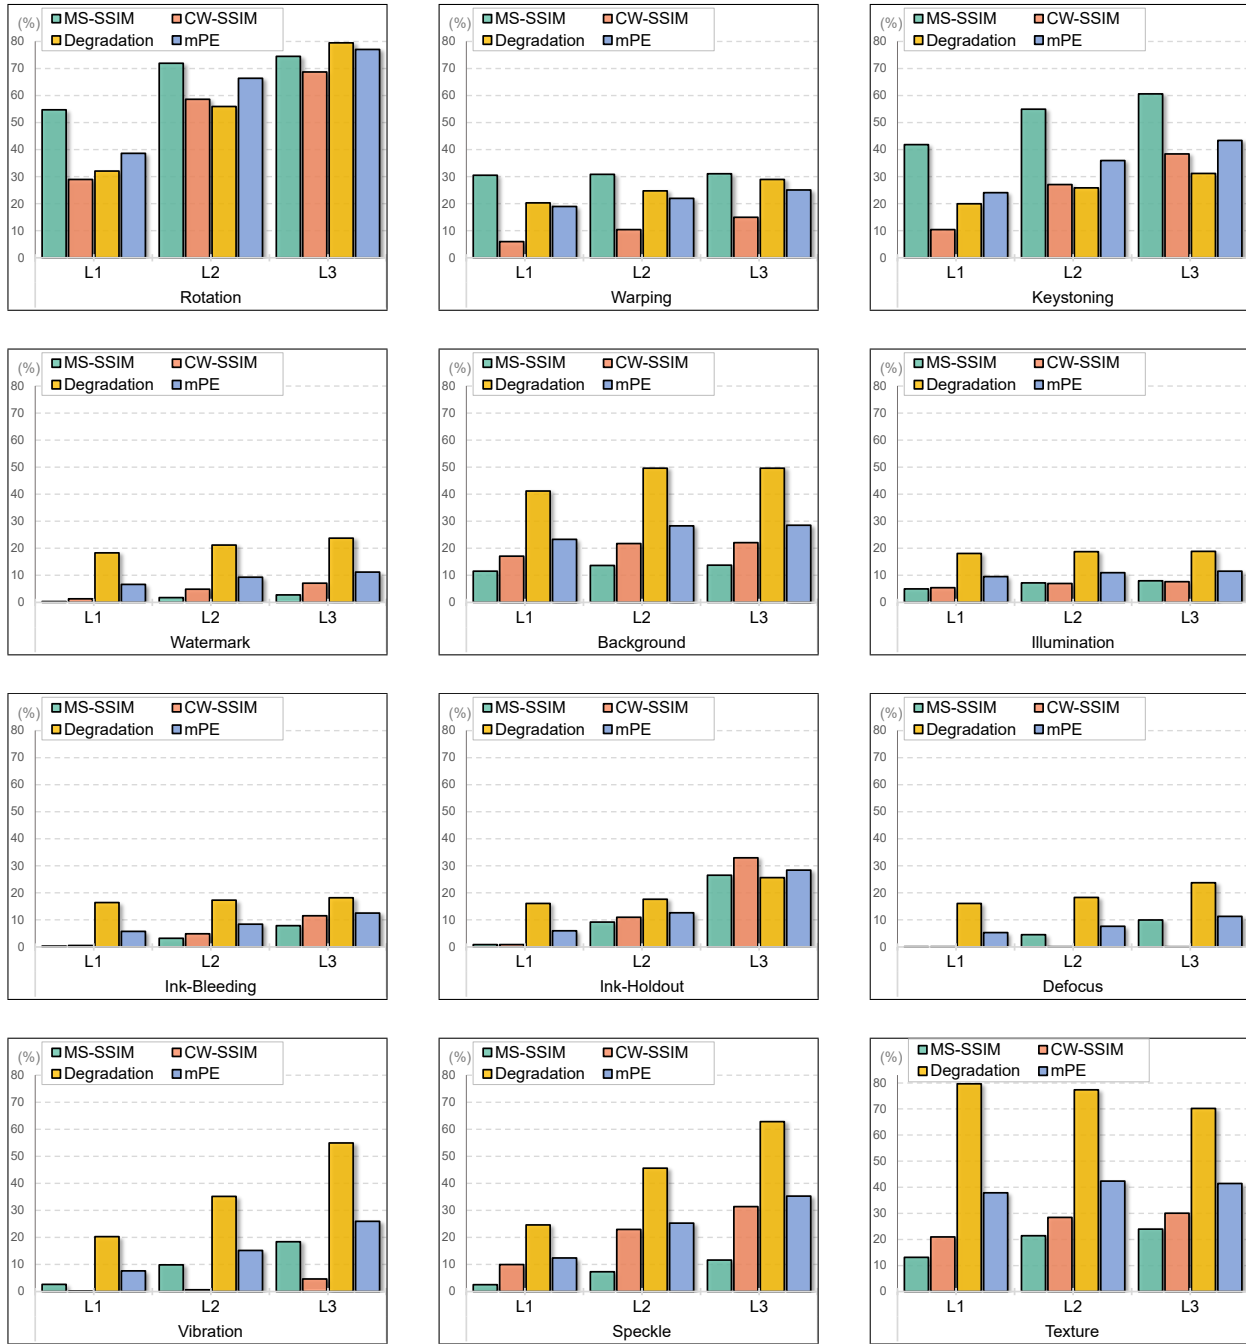 (%) MS-SSIM CW-SSIM
Degradation mPE
80
70
60
50
40
30
20
10
0
L1 L2 L3
Rotation
(%) MS-SSIM CW-SSIM
Degradation mPE
80
70
60
50
40
30
20
10
0
L1 L2 L3
Warping
(%) MS-SSIM CW-SSIM
Degradation mPE
80
70
60
50
40
30
20
10
0
L1 L2 L3
Keystoning
(%) MS-SSIM CW-SSIM
Degradation mPE
80
70
60
50
40
30
20
10
0
L1 L2 L3
Watermark
(%) MS-SSIM CW-SSIM
Degradation mPE
80
70
60
50
40
30
20
10
0
L1 L2 L3
Background
(%) MS-SSIM CW-SSIM
Degradation mPE
80
70
60
50
40
30
20
10
0
L1 L2 L3
Illumination
(%) MS-SSIM CW-SSIM
Degradation mPE
80
70
60
50
40
30
20
10
0
L1 L2 L3
Ink-Bleeding
(%) MS-SSIM CW-SSIM
Degradation mPE
80
70
60
50
40
30
20
10
0
L1 L2 L3
Ink-Holdout
(%) MS-SSIM CW-SSIM
Degradation mPE
80
70
60
50
40
30
20
10
0
L1 L2 L3
Defocus
(%) MS-SSIM CW-SSIM
Degradation mPE
80
70
60
50
40
30
20
10
0
L1 L2 L3
Vibration
(%) MS-SSIM CW-SSIM
Degradation mPE
80
70
60
50
40
30
20
10
0
L1 L2 L3
Speckle
(%) MS-SSIM CW-SSIM
Degradation mPE
80
70
60
50
40
30
20
10
0
L1 L2 L3
Texture